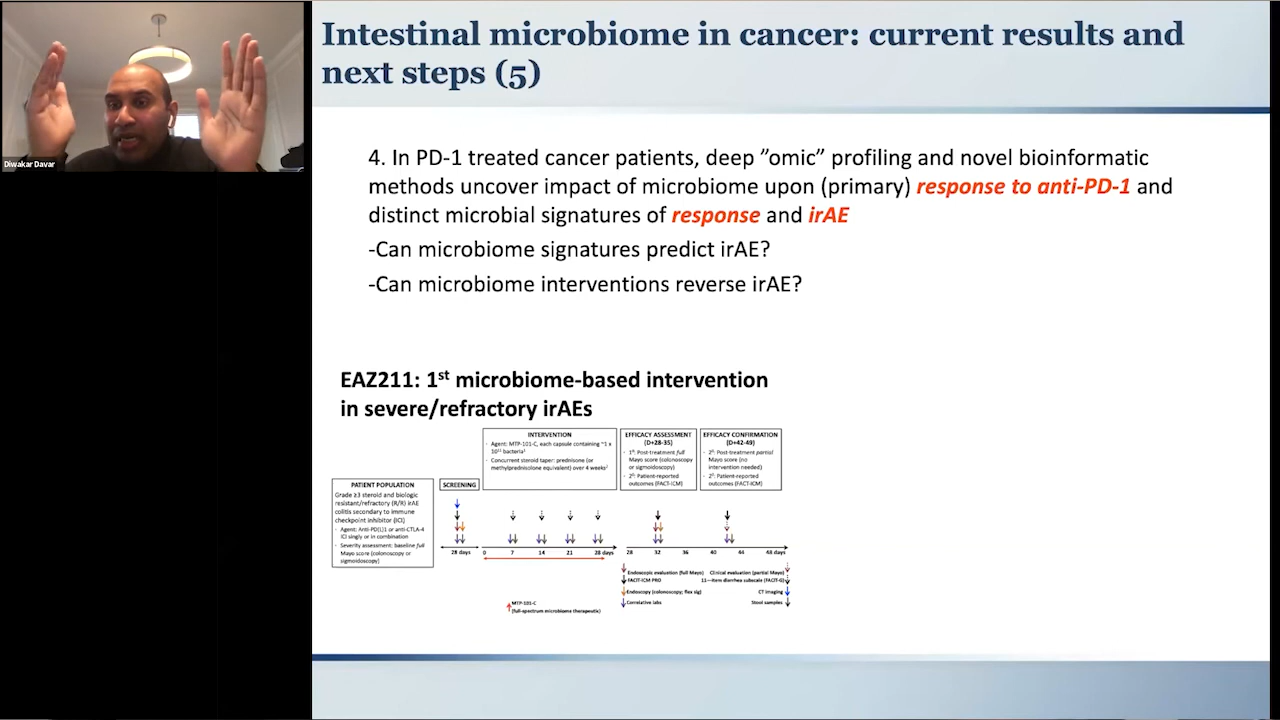 Intestinal microbiome in cancer: current results and
next steps (5)
Diwakar Davar
4. In PD-1 treated cancer patients, deep ”omic” profiling and novel bioinformatic
methods uncover impact of microbiome upon (primary) response to anti-PD-1 and
distinct microbial signatures of response and irAE
-Can microbiome signatures predict irAE?
-Can microbiome interventions reverse irAE?
EAZ211: 1st microbiome-based intervention
in severe/refractory irAEs
PATIENT POPULATION
Grade ≥3 steroid and biologic
resistant/refractory (R/R) irAE
colitis secondary to immune
checkpoint inhibitor (ICI)
- Agent: Anti-PD(L)1 or anti-CTLA-4
ICI singly or in combination
- Severity assessment: baseline full
Mayo score (colonoscopy or
sigmoidoscopy)
SCREENING
INTERVENTION
- Agent: MTP-101-C, each capsule containing ~1 x
10¹¹ bacteria¹
- Concurrent steroid taper: prednisone (or
methylprednisolone equivalent) over 4 weeks²
EFFICACY ASSESSMENT
(D+28-35)
- 1⁰: Post-treatment full
Mayo score (colonoscopy
or sigmoidoscopy)
- 2⁰: Patient-reported
outcomes (FACT-ICM)
EFFICACY CONFIRMATION
(D+42-49)
- 2⁰: Post-treatment partial
Mayo score (no
intervention needed)
- 2⁰: Patient-reported
outcomes (FACT-ICM)
28 days 0 7 14 21 28 days 28 32 36 40 44 48 days
Endoscopic evaluation (full Mayo)
FACIT-ICM PRO
Endoscopy (colonoscopy; flex sig)
Correlative labs
Clinical evaluation (partial Mayo)
11—item diarrhea subscale (FACIT-G)
CT imaging
Stool samples
MTP-101-C
(full-spectrum microbiome therapeutic)